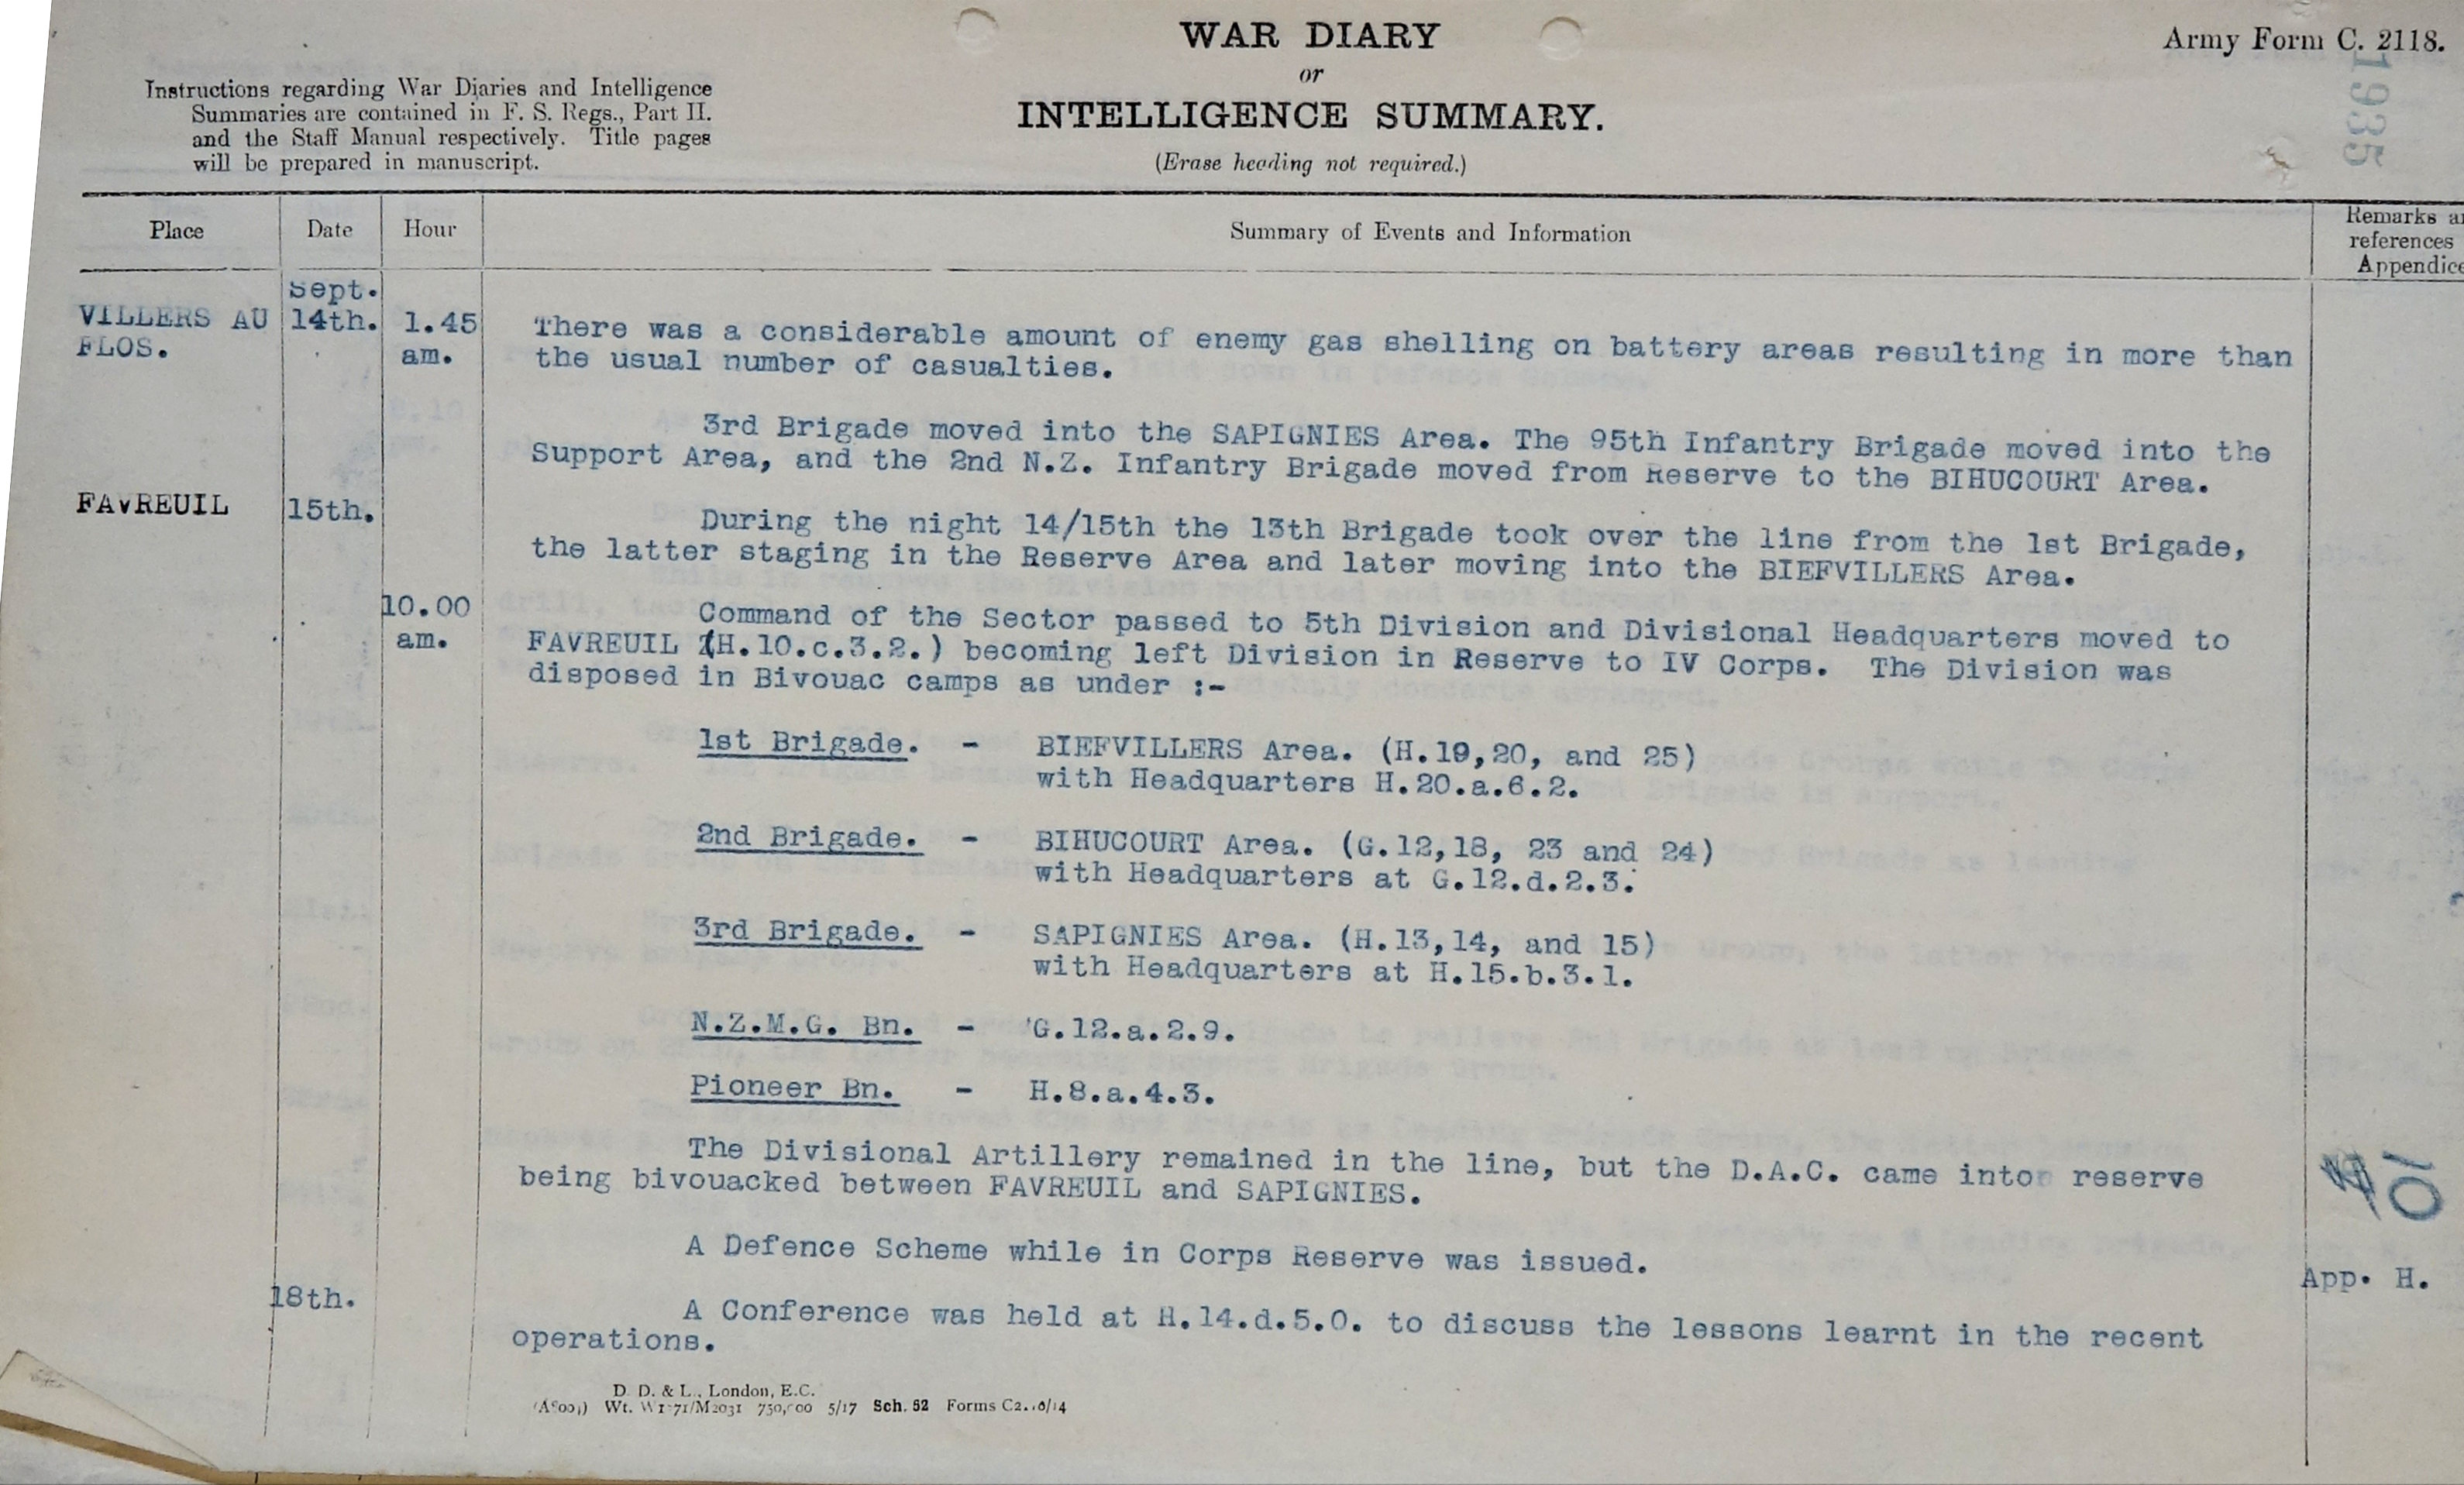 WAR DIARY
or
INTELLIGENCE SUMMARY.
(Erase heading not required.)
Army Form C. 2118.
1935
Instructions regarding War Diaries and Intelligence
Summaries are contained in F. S. Regs., Part II.
and the Staff Manual respectively. Title pages
will be prepared in manuscript.
Place Date Hour Summary of Events and Information
Remarks
references
Appendice
VILLERS AU
FLOS.
Sept.
14th.
1.45
am.
There was a considerable amount of enemy gas shelling on battery areas resulting in more than
the usual number of casualties.
3rd Brigade moved into the SAPIGNIES Area. The 95th Infantry Brigade moved into the
Support Area, and the 2nd N.Z. Infantry Brigade moved from Reserve to the BIHUCOURT Area.
FAVREUIL 15th.
During the night 14/15th the 13th Brigade took over the line from the 1st Brigade,
the latter staging in the Reserve Area and later moving into the BIEFVILLERS Area.
10.00
am.
Command of the Sector passed to 5th Division and Divisional Headquarters moved to
FAVREUIL (H.10.c.3.2.) becoming left Division in Reserve to IV Corps. The Division was
disposed in Bivouac camps as under :-
1st Brigade. - BIEFVILLERS Area. (H.19,20, and 25)
with Headquarters H.20.a.6.2.
2nd Brigade. - BIHUCOURT Area. (G.12,18, 23 and 24)
with Headquarters at G.12.d.2.3.
3rd Brigade. - SAPIGNIES Area. (H.13,14, and 15)
with Headquarters at H.15.b.3.1.
N.Z.M.G. Bn. - G.12.a.2.9.
Pioneer Bn. - H.8.a.4.3.
The Divisional Artillery remained in the line, but the D.A.C. came into reserve
being bivouacked between FAVREUIL and SAPIGNIES.
10
A Defence Scheme while in Corps Reserve was issued.
App. H.
18th.
A Conference was held at H.14.d.5.0. to discuss the lessons learnt in the recent
operations.
D. D. & L., London, E.C.
Wt. 5/17 Sch. 52 Forms